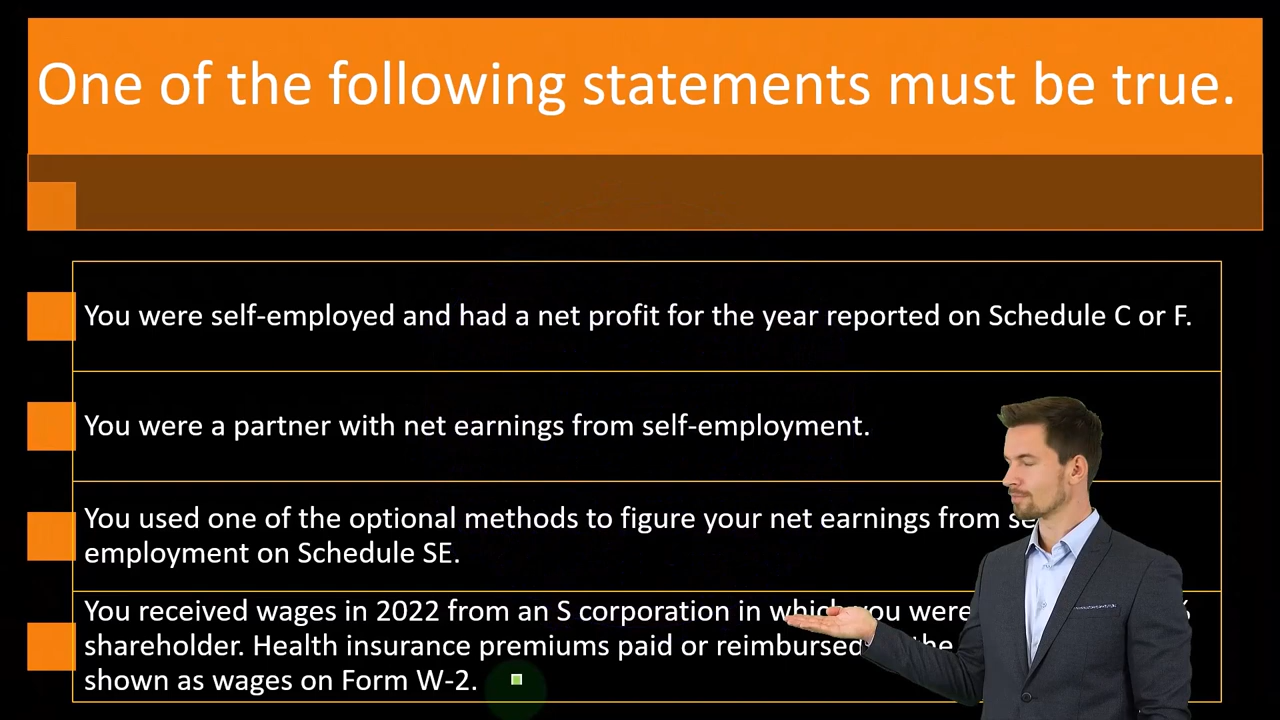 One of the following statements must be true.
You were self-employed and had a net profit for the year reported on Schedule C or F.
You were a partner with net earnings from self-employment.
You used one of the optional methods to figure your net earnings from
employment on Schedule SE.
You received wages in 2022 from an S corporation in which you were
shareholder. Health insurance premiums paid or reimbursed
shown as wages on Form W-2.